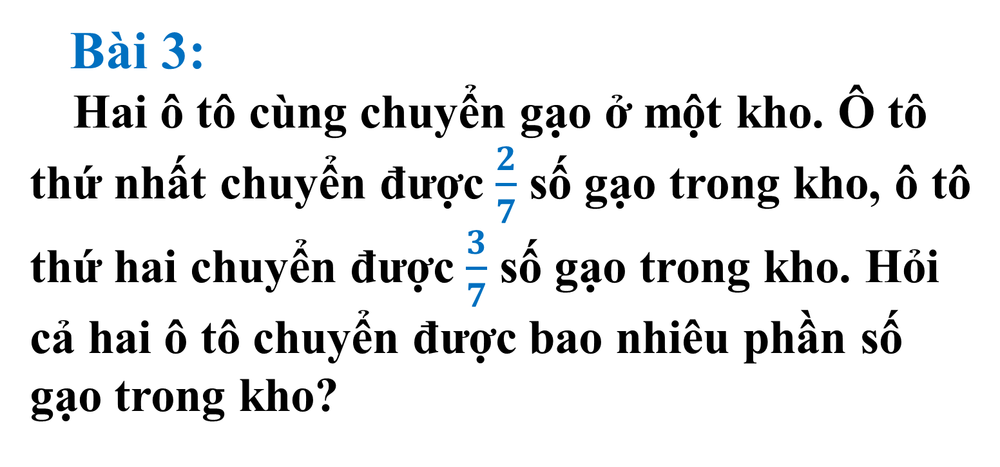 Bài 3:
Hai ô tô cùng chuyển gạo ở một kho. Ô tô
thứ nhất chuyển được 2/7 số gạo trong kho, ô tô
thứ hai chuyển được 3/7 số gạo trong kho. Hỏi
cả hai ô tô chuyển được bao nhiêu phần số
gạo trong kho?